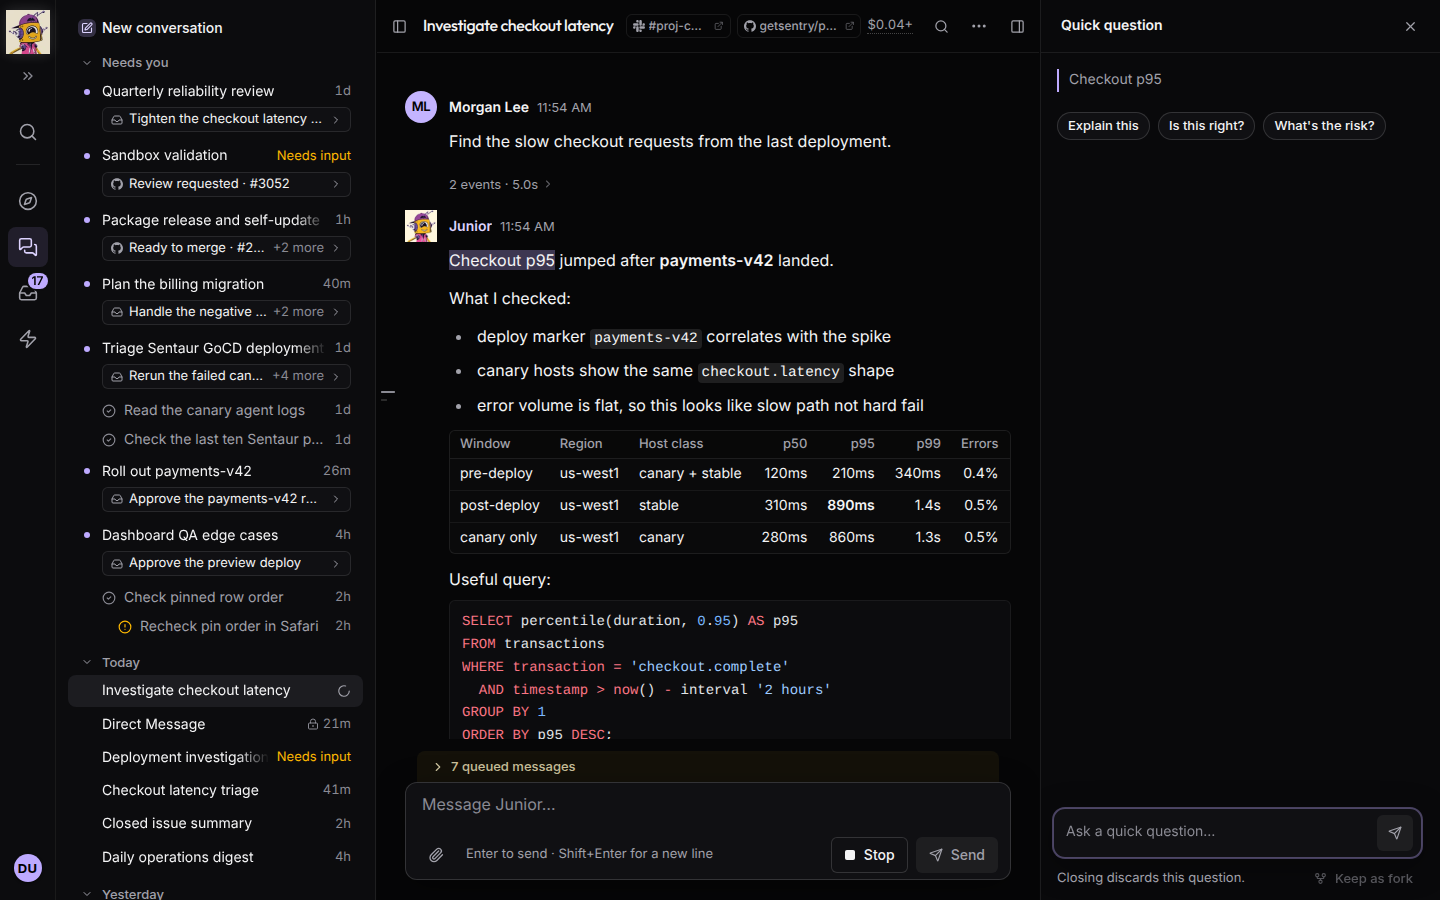 New conversation
Needs you
Quarterly reliability review 1d
Tighten the checkout latency ...
Sandbox validation Needs input
Review requested · #3052
Package release and self-update 1h
Ready to merge · #2... +2 more
Plan the billing migration 40m
Handle the negative ... +2 more
Triage Sentaur GoCD deployment 1d
Rerun the failed can... +4 more
Read the canary agent logs 1d
Check the last ten Sentaur p... 1d
Roll out payments-v42 26m
Approve the payments-v42 r...
Dashboard QA edge cases 4h
Approve the preview deploy
Check pinned row order 2h
Recheck pin order in Safari 2h
Today
Investigate checkout latency
Direct Message 21m
Deployment investigation Needs input
Checkout latency triage 41m
Closed issue summary 2h
Daily operations digest 4h
Yesterday
17
DU
Investigate checkout latency #proj-c... getsentry/p... $0.04+
ML Morgan Lee 11:54 AM
Find the slow checkout requests from the last deployment.
2 events · 5.0s
Junior 11:54 AM
Checkout p95 jumped after payments-v42 landed.
What I checked:
• deploy marker payments-v42 correlates with the spike
• canary hosts show the same checkout.latency shape
• error volume is flat, so this looks like slow path not hard fail
Window Region Host class p50 p95 p99 Errors
pre-deploy us-west1 canary + stable 120ms 210ms 340ms 0.4%
post-deploy us-west1 stable 310ms 890ms 1.4s 0.5%
canary only us-west1 canary 280ms 860ms 1.3s 0.5%
Useful query:
SELECT percentile(duration, 0.95) AS p95
FROM transactions
WHERE transaction = 'checkout.complete'
AND timestamp > now() - interval '2 hours'
GROUP BY 1
ORDER BY p95 DESC;
7 queued messages
Message Junior...
Enter to send · Shift+Enter for a new line
Stop
Send
Quick question
Checkout p95
Explain this
Is this right?
What's the risk?
Ask a quick question...
Closing discards this question.
Keep as fork